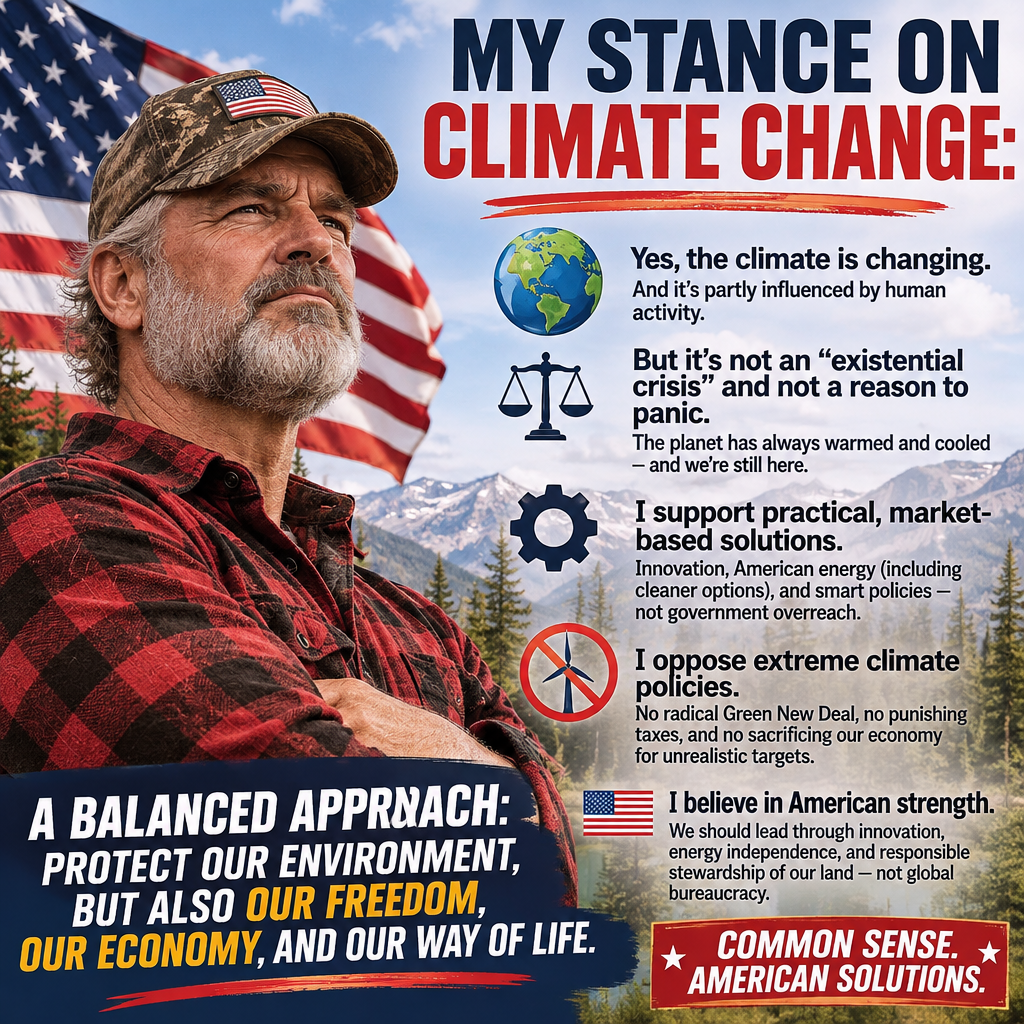 MY STANCE ON
CLIMATE CHANGE:
Yes, the climate is changing.
And it's partly influenced by human
activity.
But it's not an “existential
crisis” and not a reason to
panic.
The planet has always warmed and cooled
– and we're still here.
I support practical, market-
based solutions.
Innovation, American energy (including
cleaner options), and smart policies —
not government overreach.
I oppose extreme climate
policies.
No radical Green New Deal, no punishing
taxes, and no sacrificing our economy
for unrealistic targets.
I believe in American strength.
We should lead through innovation,
energy independence, and responsible
stewardship of our land — not global
bureaucracy.
A BALANCED
PROTECT OUR ENVIRONMENT,
BUT ALSO OUR FREEDOM,
OUR ECONOMY, AND OUR WAY OF LIFE.
COMMON SENSE.
AMERICAN SOLUTIONS.